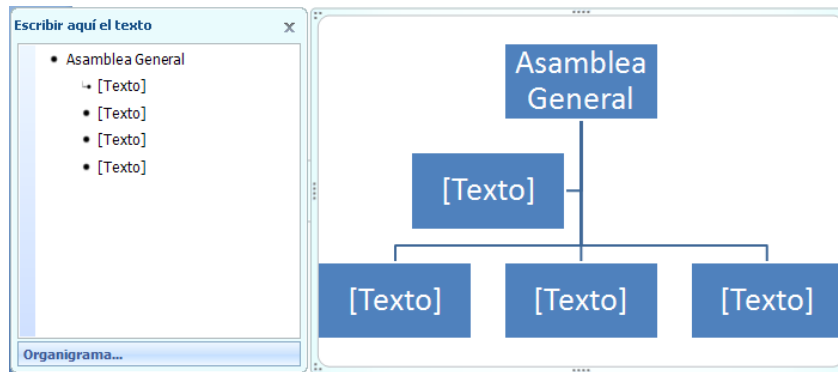 Escribir aquí el texto
Asamblea General
[Texto]
[Texto]
[Texto]
[Texto]
Organigrama...
Asamblea
General
[Texto]
[Texto]
[Texto]
[Texto]